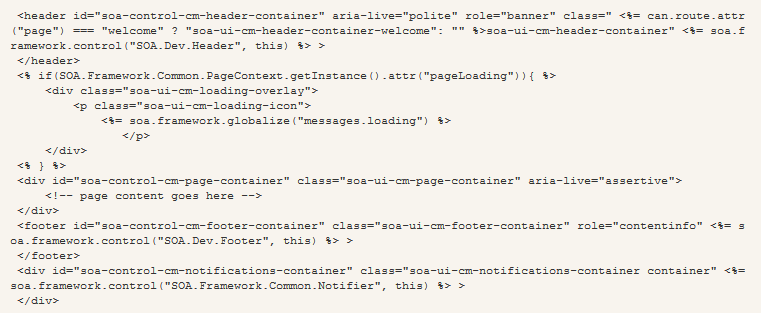 <header id="soa-control-cm-header-container" aria-live="polite" role="banner" class=" <%= can.route.attr
("page") === "welcome" ? "soa-ui-cm-header-container-welcome": "" %>soa-ui-cm-header-container" <%= soa.f
ramework.control("SOA.Dev.Header", this) %> >
</header>
<% if(SOA.Framework.Common.PageContext.getInstance().attr("pageLoading")){ %>
<div class="soa-ui-cm-loading-overlay">
<p class="soa-ui-cm-loading-icon">
<%= soa.framework.globalize("messages.loading") %>
</p>
</div>
<% } %>
<div id="soa-control-cm-page-container" class="soa-ui-cm-page-container" aria-live="assertive">
<!-- page content goes here -->
</div>
<footer id="soa-control-cm-footer-container" class="soa-ui-cm-footer-container" role="contentinfo" <%= s
oa.framework.control("SOA.Dev.Footer", this) %> >
</footer>
<div id="soa-control-cm-notifications-container" class="soa-ui-cm-notifications-container container" <%=
soa.framework.control("SOA.Framework.Common.Notifier", this) %> >
</div>